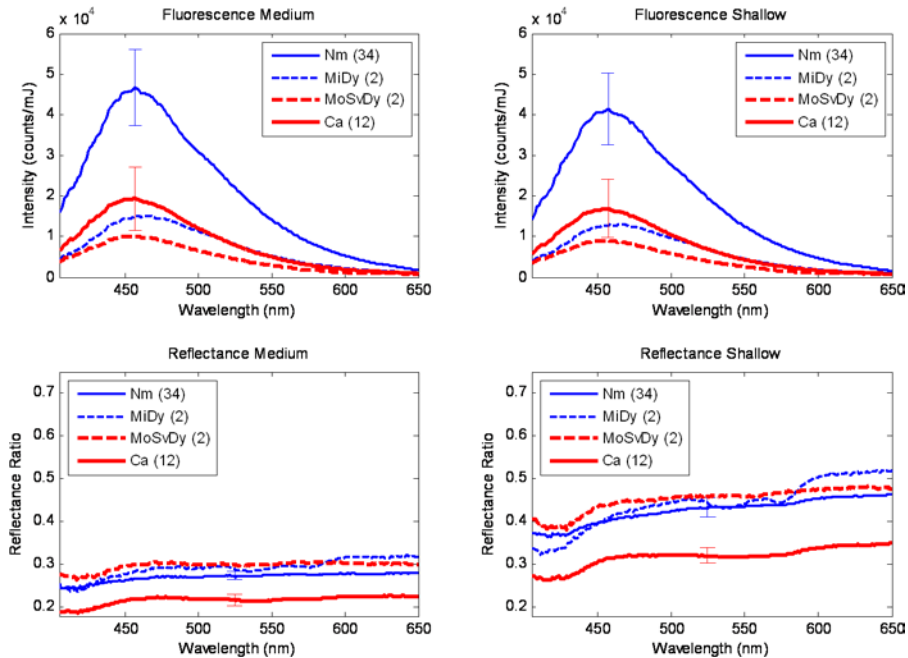 Fluorescence Medium
x 10⁴
6
5
4
3
2
1
0
Intensity (counts/mJ)
450 500 550 600 650
Wavelength (nm)
Nm (34)
MiDy (2)
MoSvDy (2)
Ca (12)
Fluorescence Shallow
x 10⁴
6
5
4
3
2
1
0
Intensity (counts/mJ)
450 500 550 600 650
Wavelength (nm)
Nm (34)
MiDy (2)
MoSvDy (2)
Ca (12)
Reflectance Medium
0.7
0.6
0.5
0.4
0.3
0.2
Reflectance Ratio
450 500 550 600 650
Wavelength (nm)
Nm (34)
MiDy (2)
MoSvDy (2)
Ca (12)
Reflectance Shallow
0.7
0.6
0.5
0.4
0.3
0.2
Reflectance Ratio
450 500 550 600 650
Wavelength (nm)
Nm (34)
MiDy (2)
MoSvDy (2)
Ca (12)